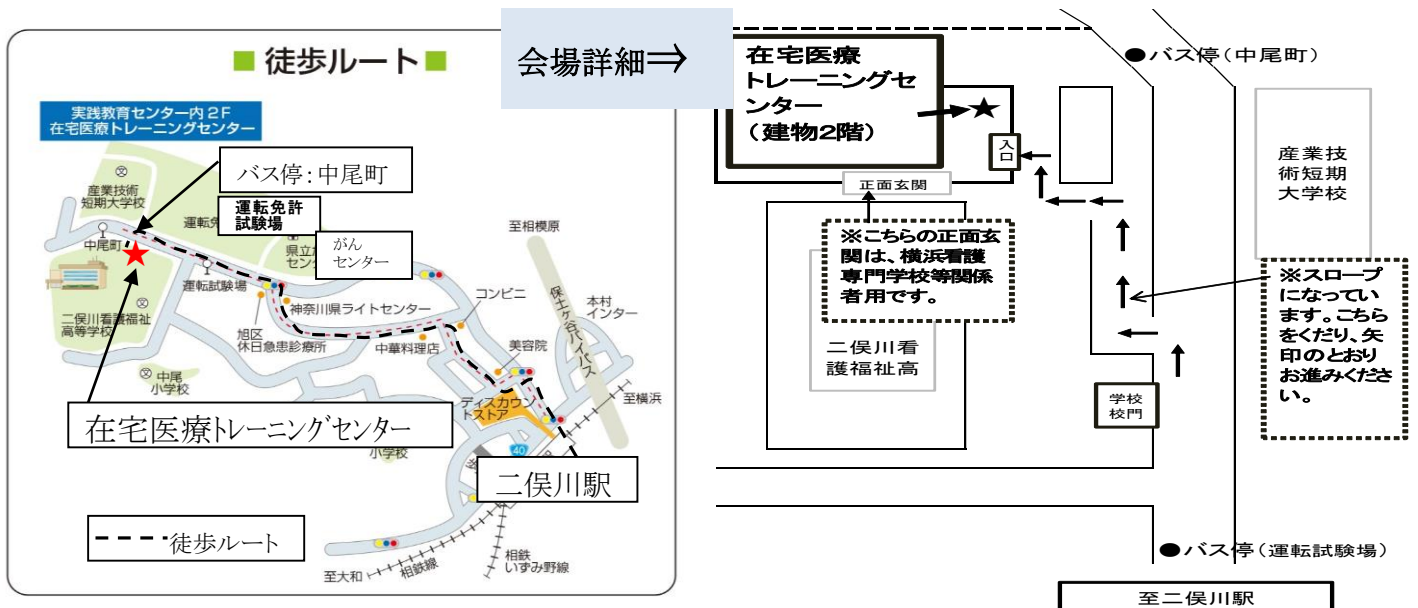 ■ 徒歩ルート ■
会場詳細⇒
実践教育センター内2F
在宅医療トレーニングセンター
バス停：中尾町
産業技術
短期大学校
運転免許
試験場
がん
センター
県立が
センタ
中尾町
運転試験場
至相模原
コンビニ
保土ヶ谷バイパス
本村
インター
神奈川県ライトセンター
二俣川看護福祉
高等学校
旭区
休日急患診療所
中華料理店
美容院
中尾
小学校
ディスカウン
トストア
至横浜
在宅医療トレーニングセンター
小学校
40
二俣川駅
徒歩ルート
至大和
相鉄線
相鉄
いずみ野線
在宅医療
トレーニングセ
ンター
（建物2階）
★
入口
正面玄関
●バス停（中尾町）
産業技
術短期
大学校
※こちらの正面玄
関は、横浜看護
専門学校等関係
者用です。
二俣川看
護福祉高
※スロープ
になってい
ます。こちら
をくだり、矢
印のとおり
お進みくださ
い。
学校
校門
●バス停（運転試験場）
至二俣川駅